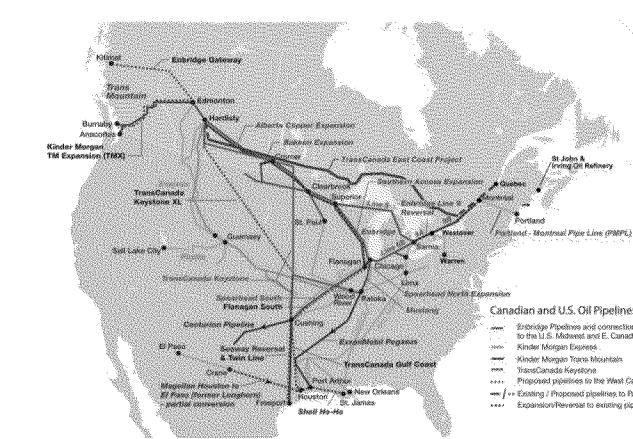 Kitimat
Enbridge Gateway
Trans
Mountain
Edmonton
Hardisty
Burnaby
Anacortes
Kinder Morgan
TM Expansion (TMX)
Alberta Clipper Expansion
Bakken Expansion
Cromer
TransCanada East Coast Project
St John &
Irving Oil Refinery
Clearbrook
Southern Access Expansion
Quebec
Montreal
TransCanada
Keystone XL
Superior
Line 5
Enbridge Line 9
Reversal
Portland
St. Paul
Enbridge
Westover
Portland - Montreal Pipe Line (PMPL)
Sarnia
Guernsey
Salt Lake City
Warren
Platte
Flanagan
Chicago
Lima
TransCanada Keystone
Spearhead North Expansion
Spearhead South
Flanagan South
Wood
River
Patoka
Mustang
Canadian and U.S. Oil Pipelines
Centurion Pipeline
Cushing
Enbridge Pipelines and connection
to the U.S. Midwest and E. Canad
Kinder Morgan Express
El Paso
Seaway Reversal
& Twin Line
ExxonMobil Pegasus
Kinder Morgan Trans Mountain
Crane
TransCanada Gulf Coast
TransCanada Keystone
Proposed pipelines to the West Co
Magellan Houston to
El Paso (former Longhorn)
- partial conversion
Port Arthur
New Orleans
Existing / Proposed pipelines to P
Freeport
Houston
St. James
Expansion/Reversal to existing pip
Shell Ho-Ho